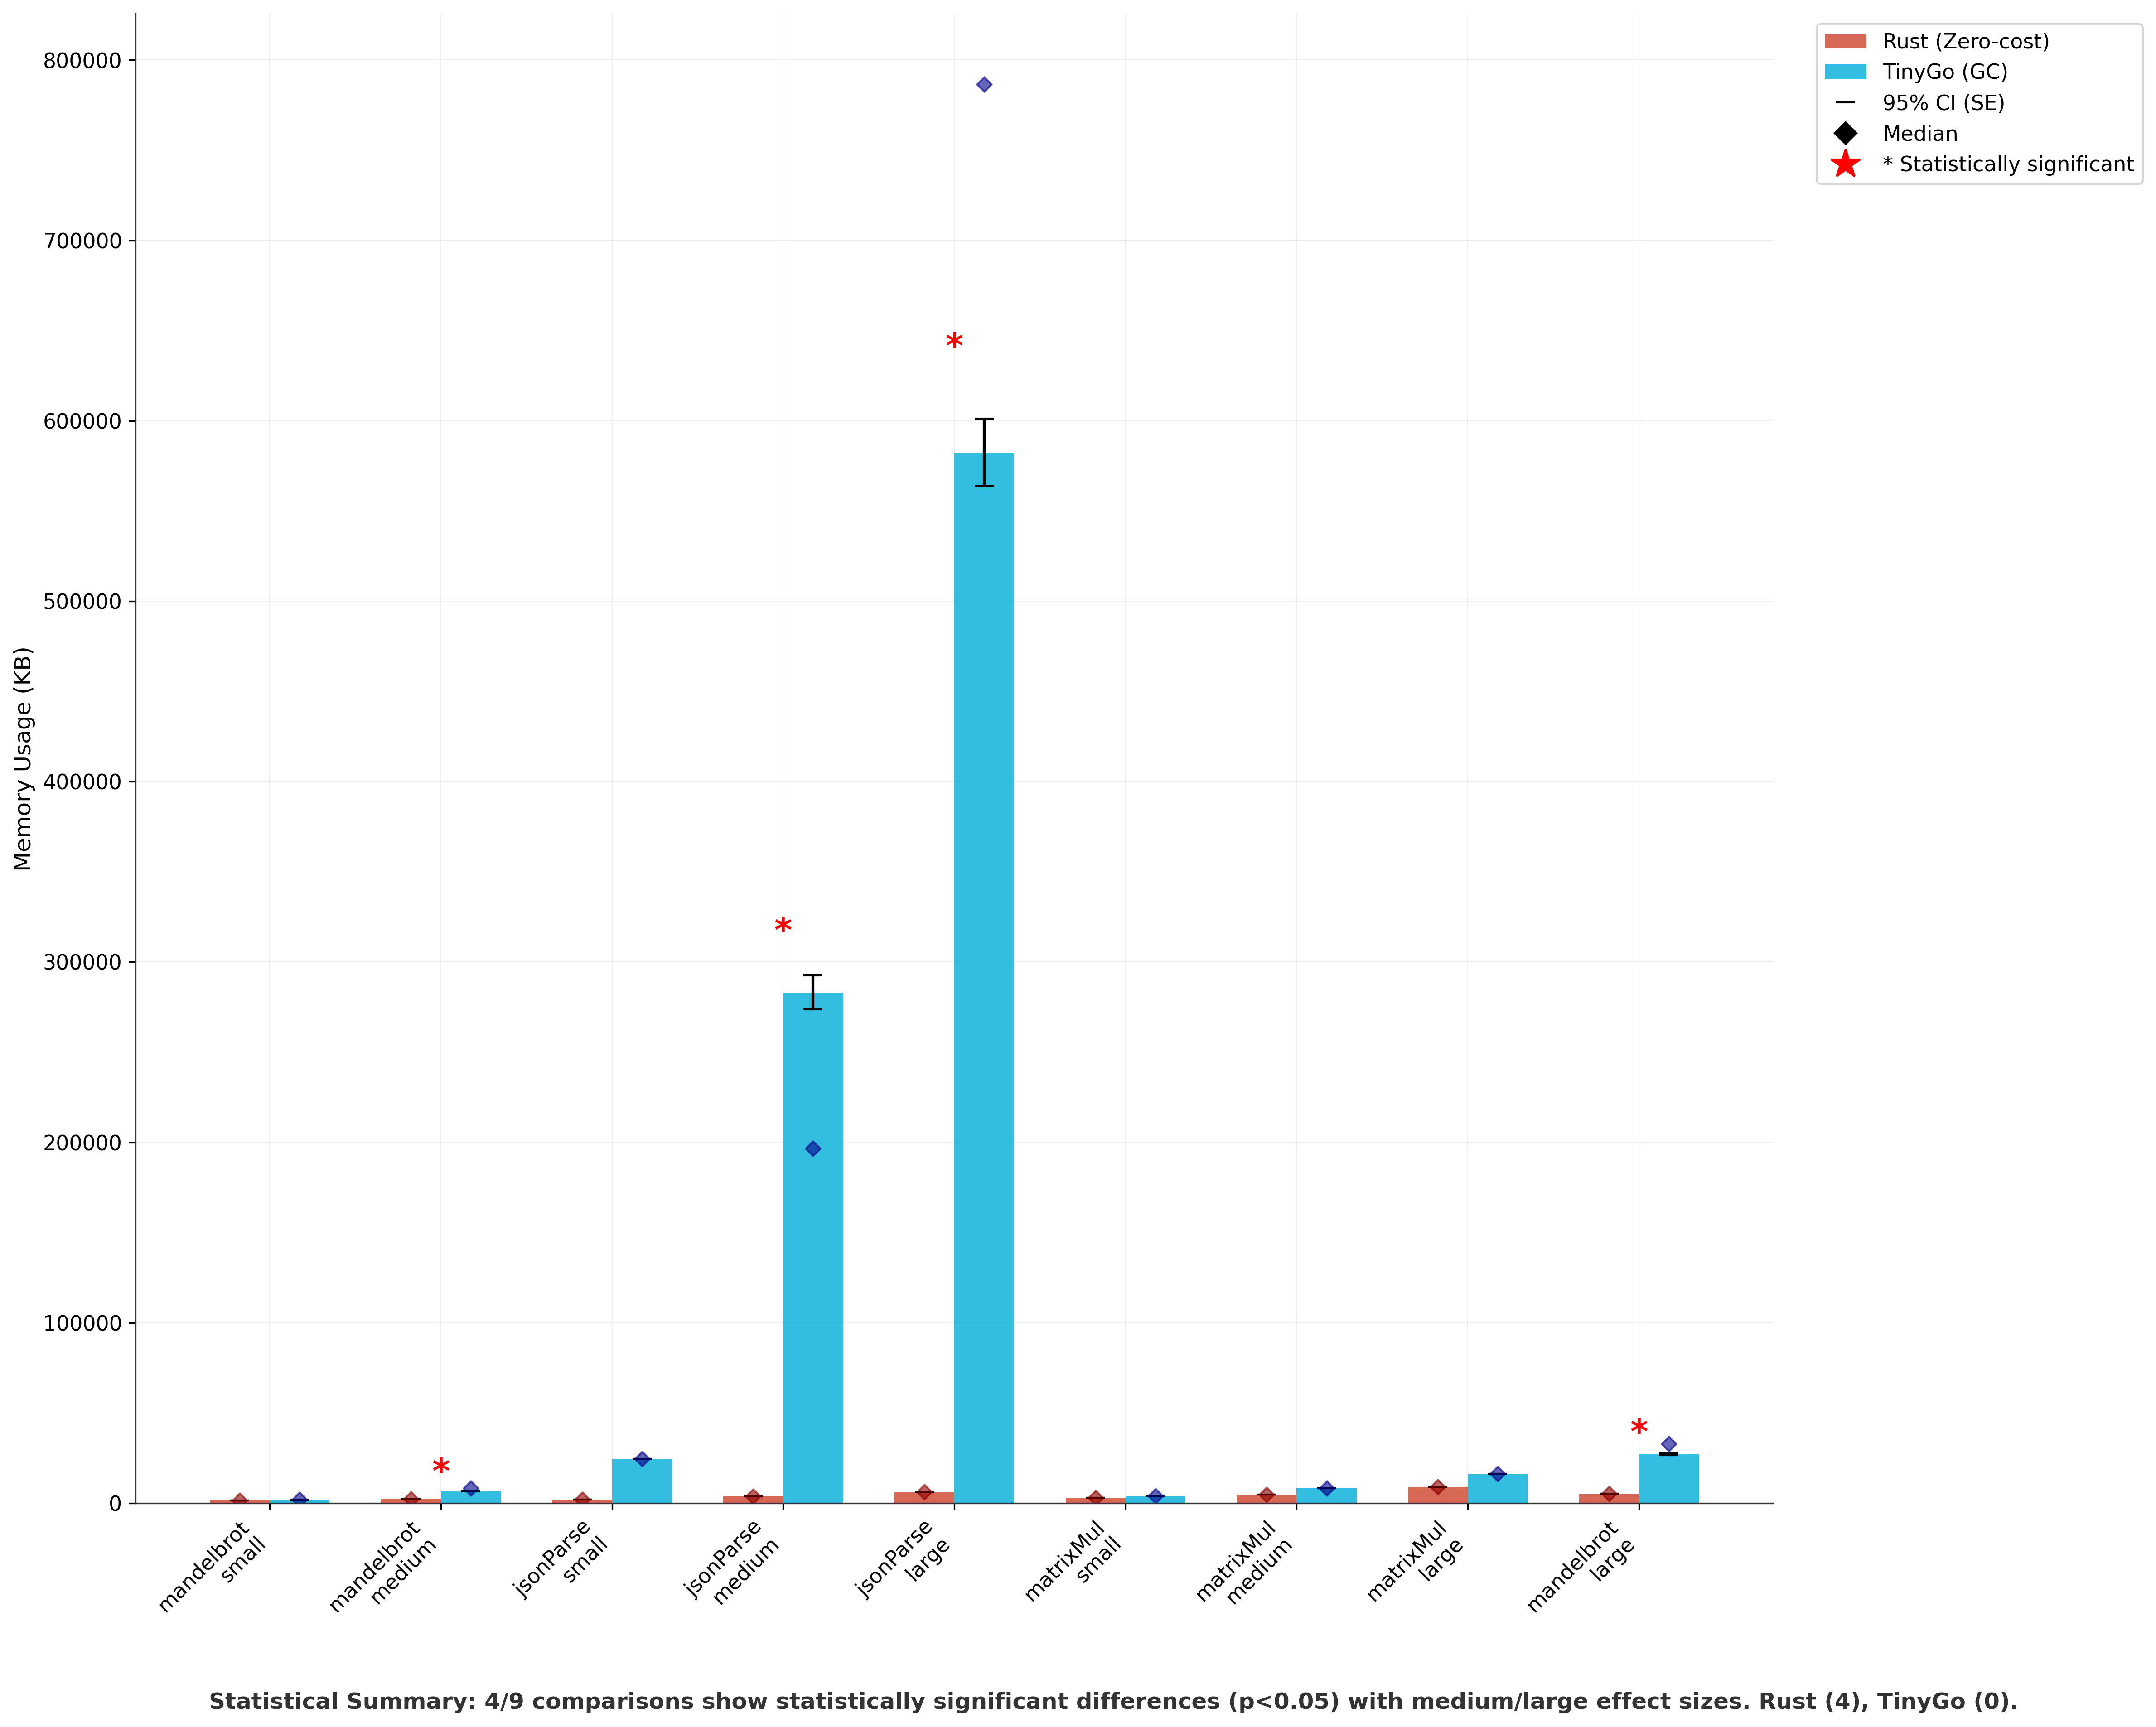 Rust (Zero-cost)
TinyGo (GC)
95% CI (SE)
Median
* Statistically significant
Memory Usage (KB)
800000
700000
600000
500000
400000
300000
200000
100000
0
*
*
*
*
mandelbrot
small
mandelbrot
medium
jsonParse
small
jsonParse
medium
jsonParse
large
matrixMul
small
matrixMul
medium
matrixMul
large
mandelbrot
large
Statistical Summary: 4/9 comparisons show statistically significant differences (p<0.05) with medium/large effect sizes. Rust (4), TinyGo (0).